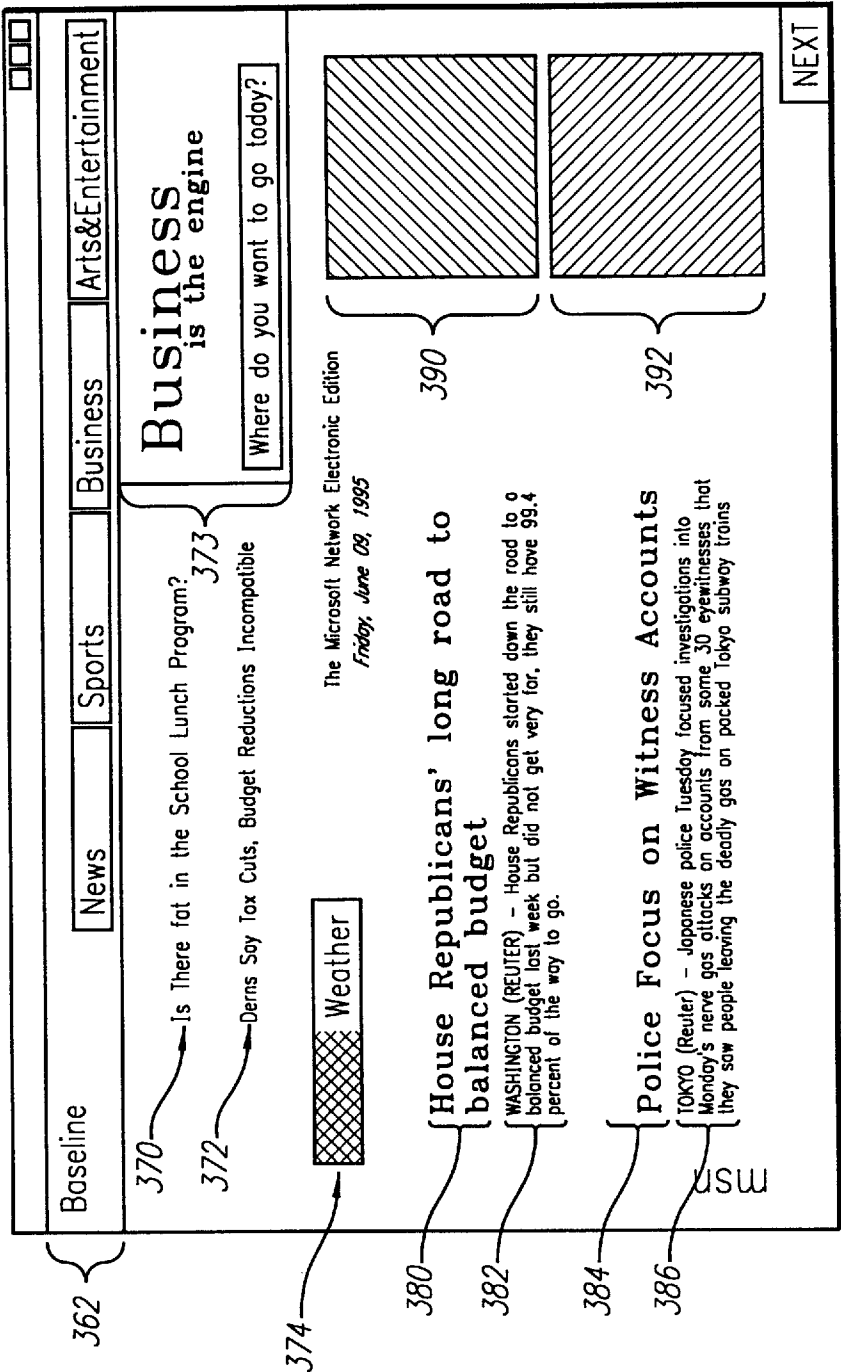 362
Baseline
News
Sports
Business
Arts&Entertainment
370
Is There fat in the School Lunch Program?
372
Derns Say Tax Cuts, Budget Reductions Incompatible
373
Business
is the engine
Where do you want to go today?
374
Weather
The Microsoft Network Electronic Edition
Friday, June 09, 1995
380
House Republicans' long road to
balanced budget
382
WASHINGTON (REUTER) – House Republicans started down the road to a
balanced budget last week but did not get very for, they still have 99.4
percent of the way to go.
390
384
Police Focus on Witness Accounts
386
TOKYO (Reuter) – Japanese police Tuesday focused investigations into
Monday's nerve gas attacks on accounts from some 30 eyewitnesses that
they saw people leaving the deadly gas on packed Tokyo subway trains
392
msn
NEXT